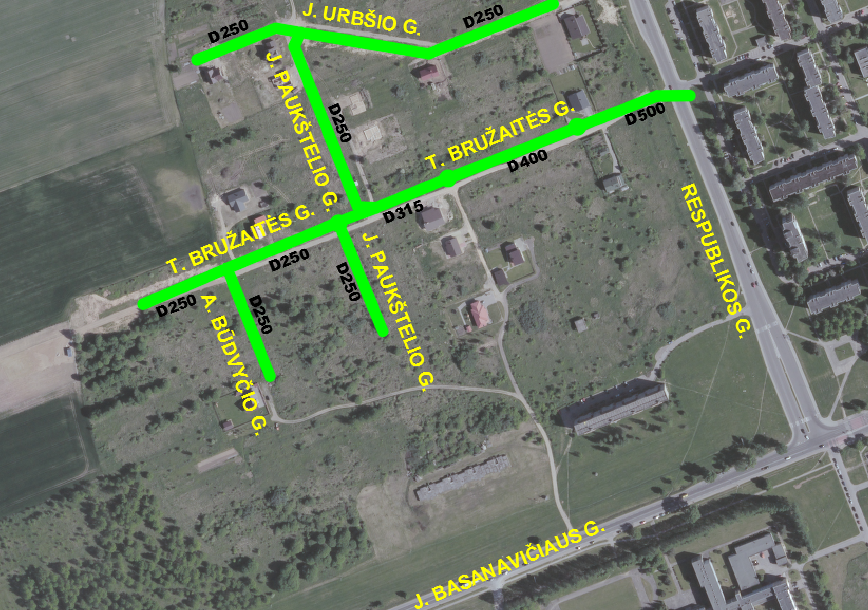 J. URBŠIO G.
D250
D250
J. PAUKŠTELIO G.
D250
T. BRUŽAITĖS G.
D500
D400
D315
RESPUBLIKOS G.
T. BRUŽAITĖS G.
D250
D250
J. PAUKŠTELIO G.
D250
A. BŪDVYČIO G.
D250
J. BASANAVIČIAUS G.